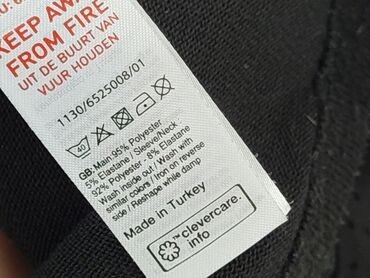 KEEP AWAY
FROM FIRE
UIT DE BUURT VAN
VUUR HOUDEN
1130/6525008/01
40
GB: Main 95% Polyester
5% Elastane / Sleeve/Neck -
92% Polyester - 8% Elastane
Wash inside out / Wash with
similar colors / Iron on reverse
side / Reshape while damp
Made in Turkey
clevercare.
info